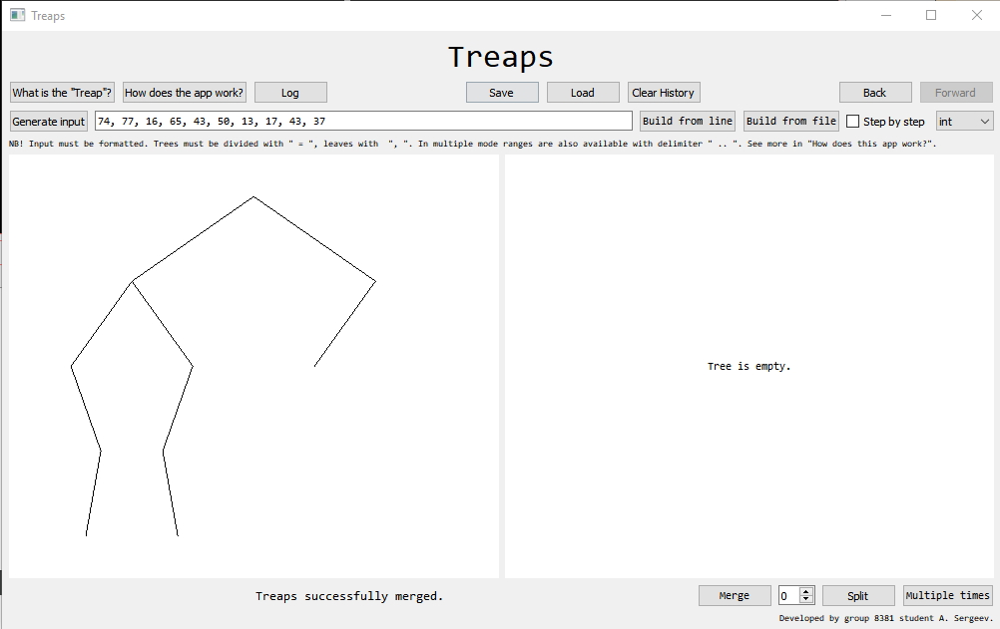 Treaps
Treaps
What is the "Treap"? How does the app work? Log Save Load Clear History Back Forward
Generate input 74, 77, 16, 65, 43, 50, 13, 17, 43, 37 Build from line Build from file Step by step int
NB! Input must be formatted. Trees must be divided with " = ", leaves with  ", ". In multiple mode ranges are also available with delimiter " .. ". See more in "How does this app work?".
Tree is empty.
Treaps successfully merged. Merge 0 Split Multiple times
Developed by group 8381 student A. Sergeev.